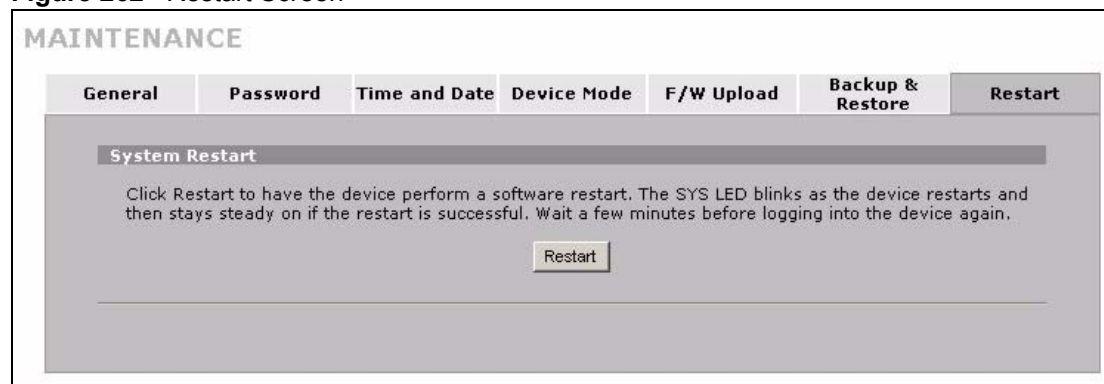 MAINTENANCE
General Password Time and Date Device Mode F/W Upload Backup & Restore Restart
System Restart
Click Restart to have the device perform a software restart. The SYS LED blinks as the device restarts and
then stays steady on if the restart is successful. Wait a few minutes before logging into the device again.
Restart